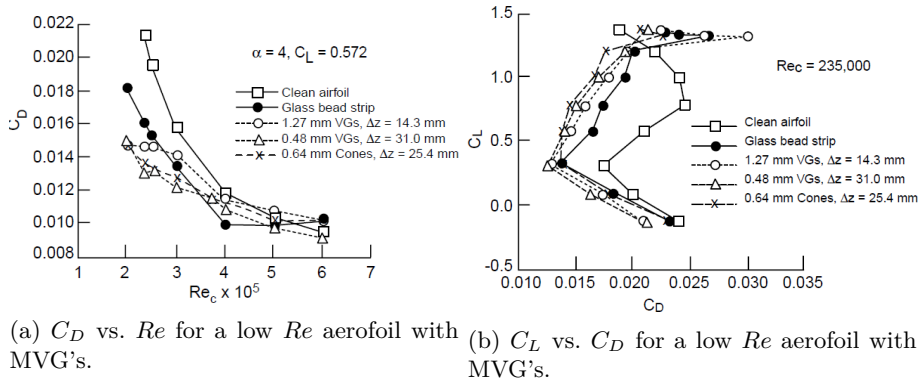 0.022
0.020
0.018
0.016
0.014
0.012
0.010
0.008
C_D
α = 4, C_L = 0.572
Clean airfoil
Glass bead strip
1.27 mm VGs, Δz = 14.3 mm
0.48 mm VGs, Δz = 31.0 mm
0.64 mm Cones, Δz = 25.4 mm
1 2 3 4 5 6 7
Re_c x 10^5
(a) C_D vs. Re for a low Re aerofoil with
MVG's.
1.5
1.0
0.5
0.0
-0.5
C_L
Re_C = 235,000
Clean airfoil
Glass bead strip
1.27 mm VGs, Δz = 14.3 mm
0.48 mm VGs, Δz = 31.0 mm
0.64 mm Cones, Δz = 25.4 mm
0.010 0.015 0.020 0.025 0.030 0.035
C_D
(b) C_L vs. C_D for a low Re aerofoil with
MVG's.